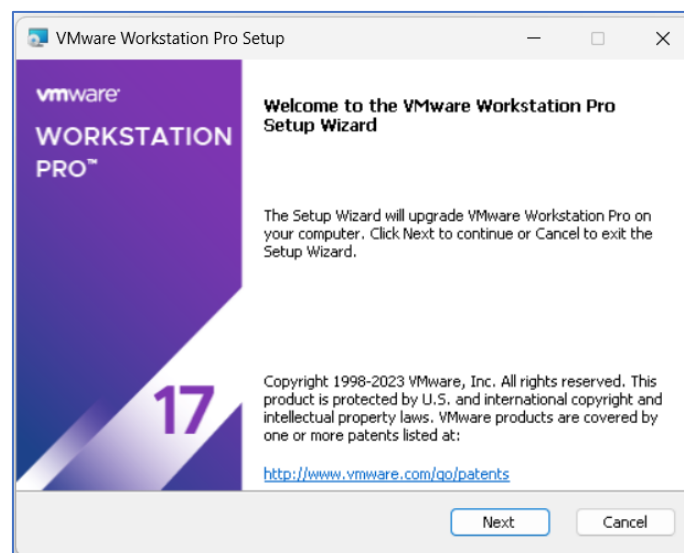 VMware Workstation Pro Setup
vmware
WORKSTATION
PRO™
17
Welcome to the VMware Workstation Pro
Setup Wizard
The Setup Wizard will upgrade VMware Workstation Pro on
your computer. Click Next to continue or Cancel to exit the
Setup Wizard.
Copyright 1998-2023 VMware, Inc. All rights reserved. This
product is protected by U.S. and international copyright and
intellectual property laws. VMware products are covered by
one or more patents listed at:
http://www.vmware.com/go/patents
Next
Cancel